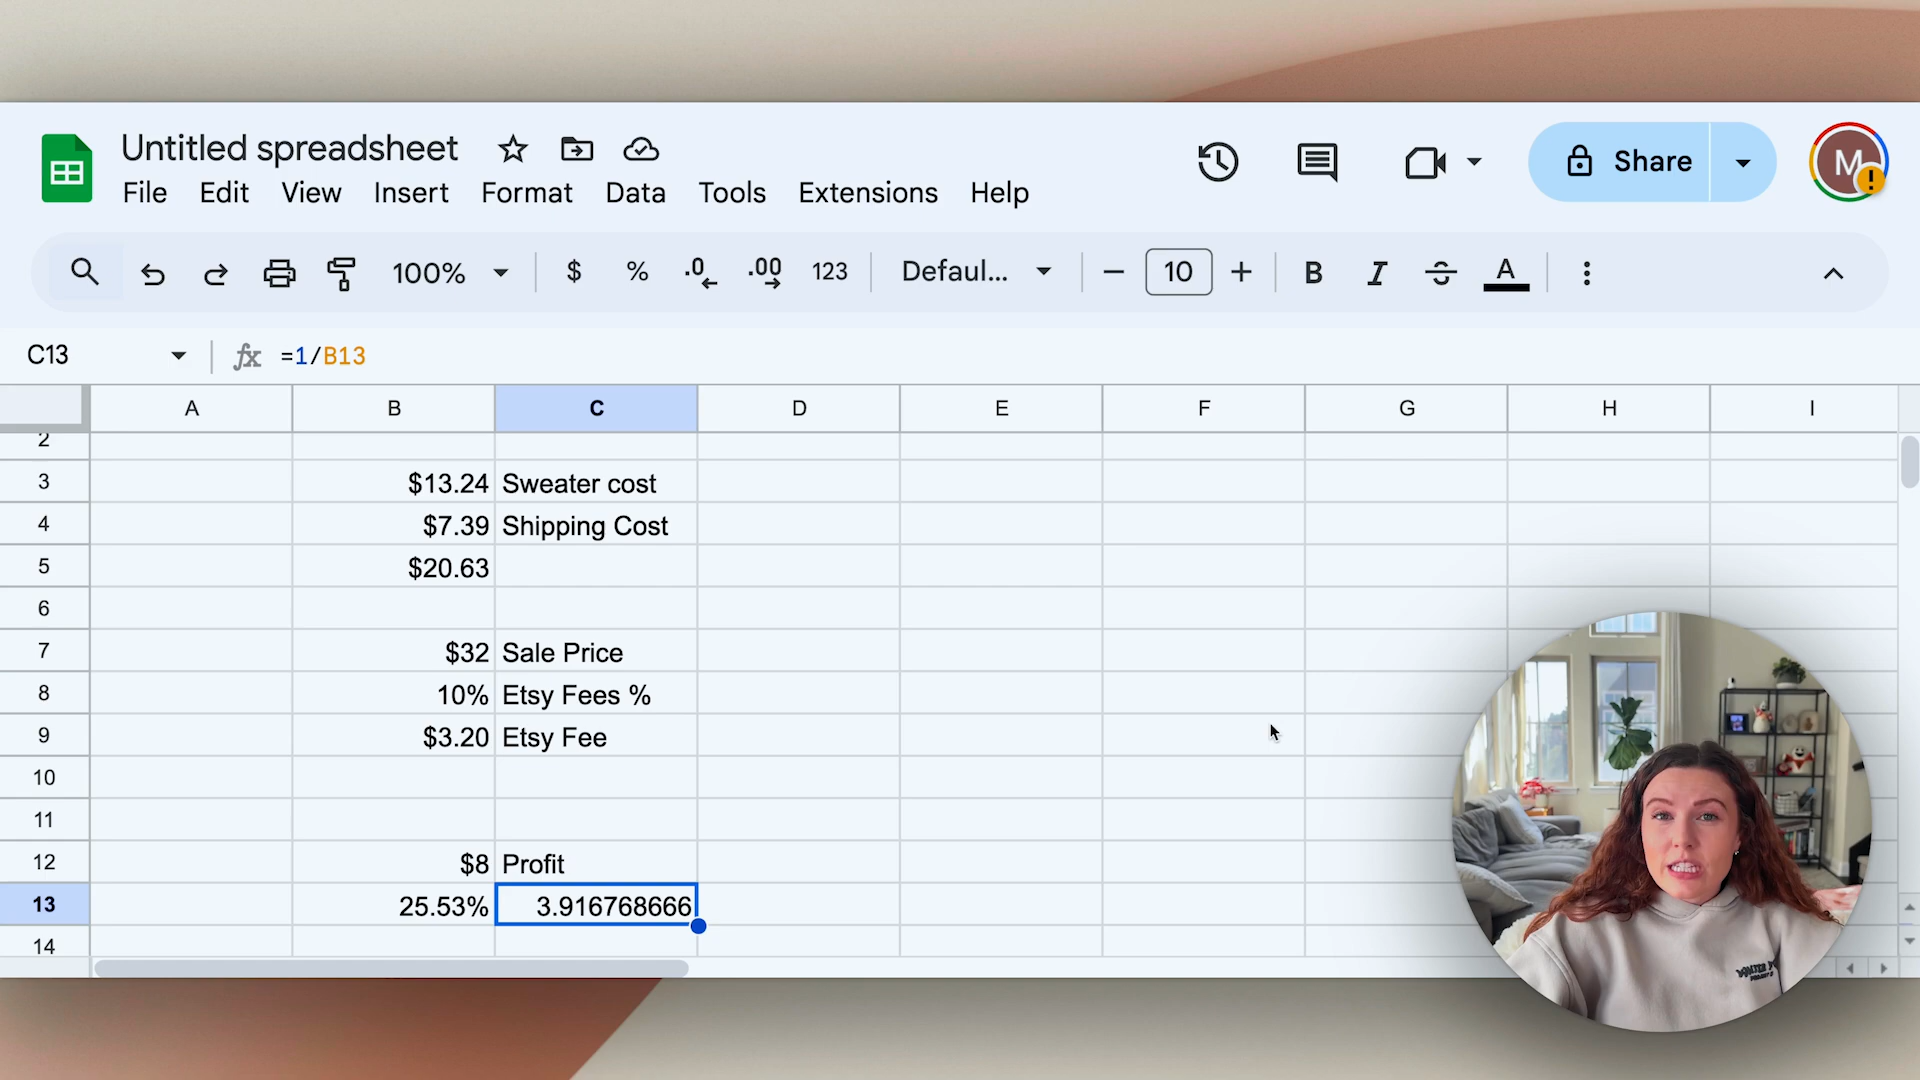 Untitled spreadsheet
File Edit View Insert Format Data Tools Extensions Help
Share
M
100% $ % .0 .00 123 Defaul... 10 B I A
C13 fx =1/B13
A B C D E F G H I
2
3 $13.24 Sweater cost
4 $7.39 Shipping Cost
5 $20.63
6
7 $32 Sale Price
8 10% Etsy Fees %
9 $3.20 Etsy Fee
10
11
12 $8 Profit
13 25.53% 3.916768666
14